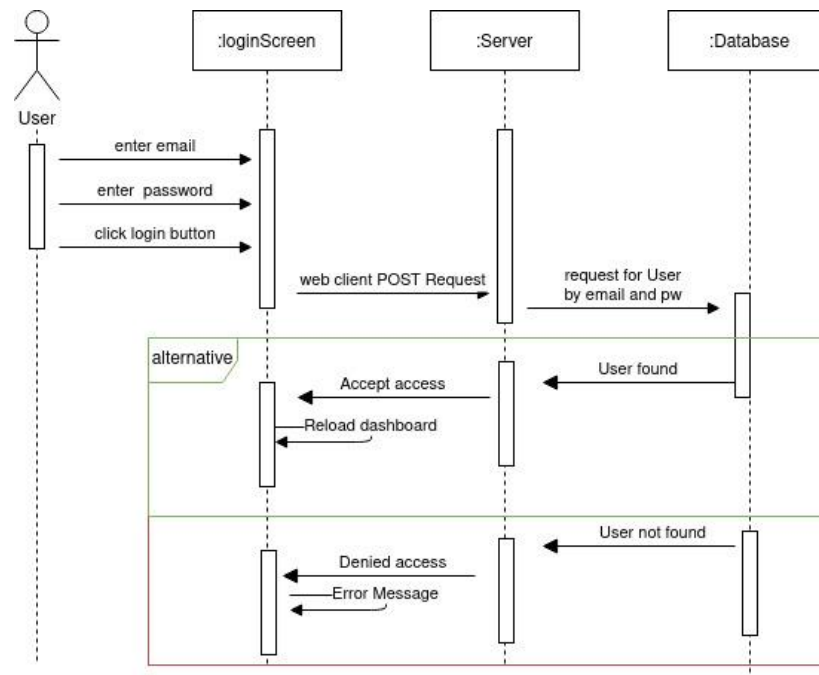 :loginScreen
:Server
:Database
User
enter email
enter password
click login button
web client POST Request
request for User
by email and pw
alternative
User found
Accept access
Reload dashboard
User not found
Denied access
Error Message